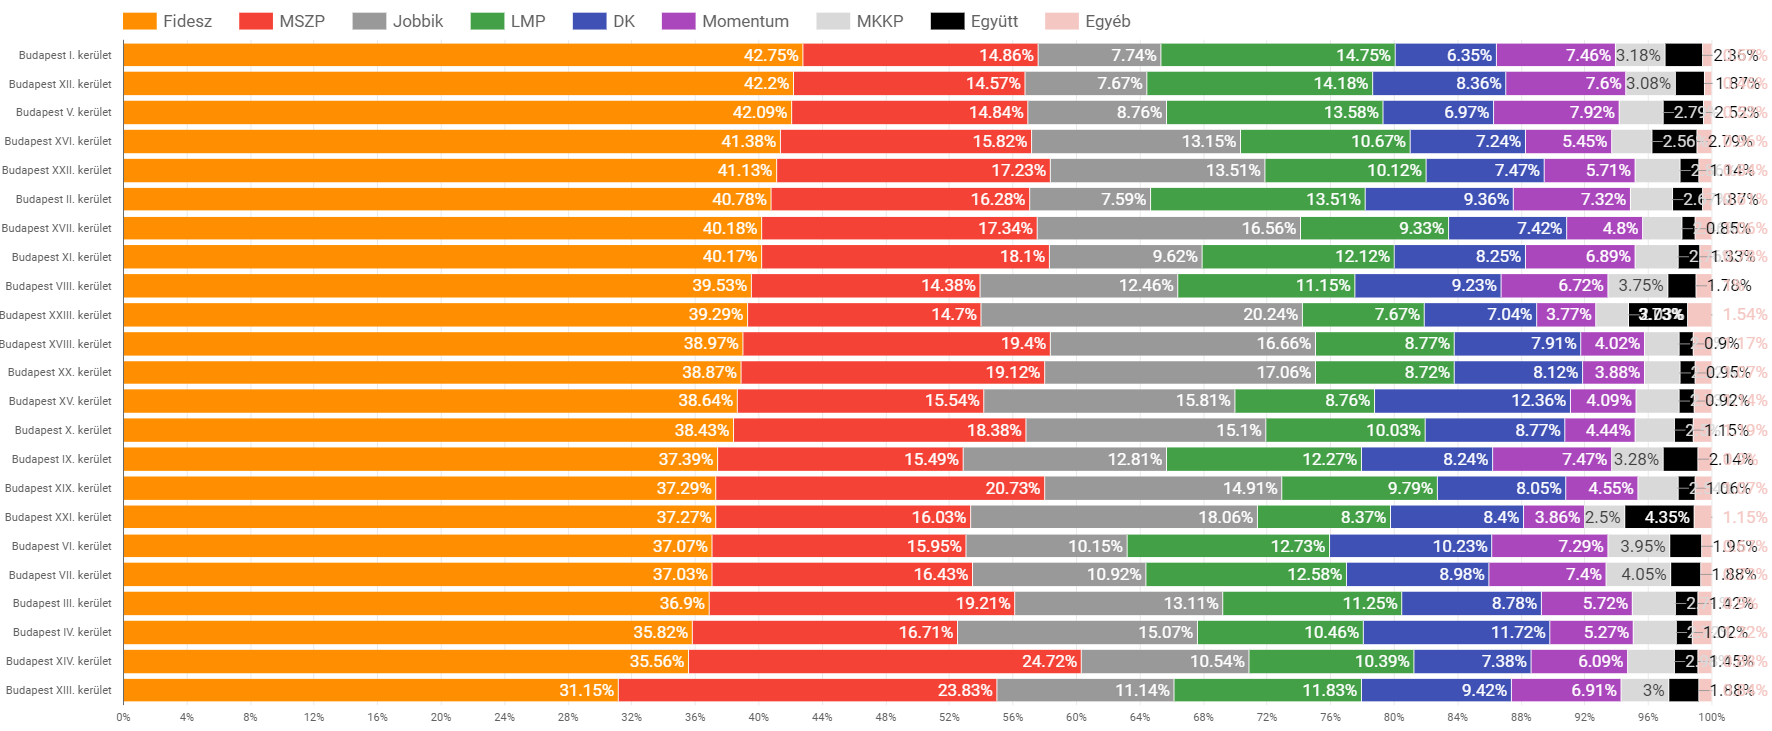 Fidesz MSZP Jobbik LMP DK Momentum MKKP Együtt Egyéb
Budapest I. kerület 42.75% 14.86% 7.74% 14.75% 6.35% 7.46% 3.18% 2.36%
Budapest XII. kerület 42.2% 14.57% 7.67% 14.18% 8.36% 7.6% 3.08% 1.87%
Budapest V. kerület 42.09% 14.84% 8.76% 13.58% 6.97% 7.92% 2.79 2.52%
Budapest XVI. kerület 41.38% 15.82% 13.15% 10.67% 7.24% 5.45% 2.56 2.79%
Budapest XXII. kerület 41.13% 17.23% 13.51% 10.12% 7.47% 5.71% 1.14%
Budapest II. kerület 40.78% 16.28% 7.59% 13.51% 9.36% 7.32% 1.87%
Budapest XVII. kerület 40.18% 17.34% 16.56% 9.33% 7.42% 4.8% 0.85%
Budapest XI. kerület 40.17% 18.1% 9.62% 12.12% 8.25% 6.89% 1.33%
Budapest VIII. kerület 39.53% 14.38% 12.46% 11.15% 9.23% 6.72% 3.75% 1.78%
Budapest XXIII. kerület 39.29% 14.7% 20.24% 7.67% 7.04% 3.77% 1.54%
Budapest XVIII. kerület 38.97% 19.4% 16.66% 8.77% 7.91% 4.02% 0.9%
Budapest XX. kerület 38.87% 19.12% 17.06% 8.72% 8.12% 3.88% 0.95%
Budapest XV. kerület 38.64% 15.54% 15.81% 8.76% 12.36% 4.09% 0.92%
Budapest X. kerület 38.43% 18.38% 15.1% 10.03% 8.77% 4.44% 1.15%
Budapest IX. kerület 37.39% 15.49% 12.81% 12.27% 8.24% 7.47% 3.28% 2.14%
Budapest XIX. kerület 37.29% 20.73% 14.91% 9.79% 8.05% 4.55% 1.06%
Budapest XXI. kerület 37.27% 16.03% 18.06% 8.37% 8.4% 3.86% 2.5% 4.35% 1.15%
Budapest VI. kerület 37.07% 15.95% 10.15% 12.73% 10.23% 7.29% 3.95% 1.95%
Budapest VII. kerület 37.03% 16.43% 10.92% 12.58% 8.98% 7.4% 4.05% 1.88%
Budapest III. kerület 36.9% 19.21% 13.11% 11.25% 8.78% 5.72% 1.42%
Budapest IV. kerület 35.82% 16.71% 15.07% 10.46% 11.72% 5.27% 1.02%
Budapest XIV. kerület 35.56% 24.72% 10.54% 10.39% 7.38% 6.09% 1.45%
Budapest XIII. kerület 31.15% 23.83% 11.14% 11.83% 9.42% 6.91% 3% 1.88%
0% 4% 8% 12% 16% 20% 24% 28% 32% 36% 40% 44% 48% 52% 56% 60% 64% 68% 72% 76% 80% 84% 88% 92% 96% 100%